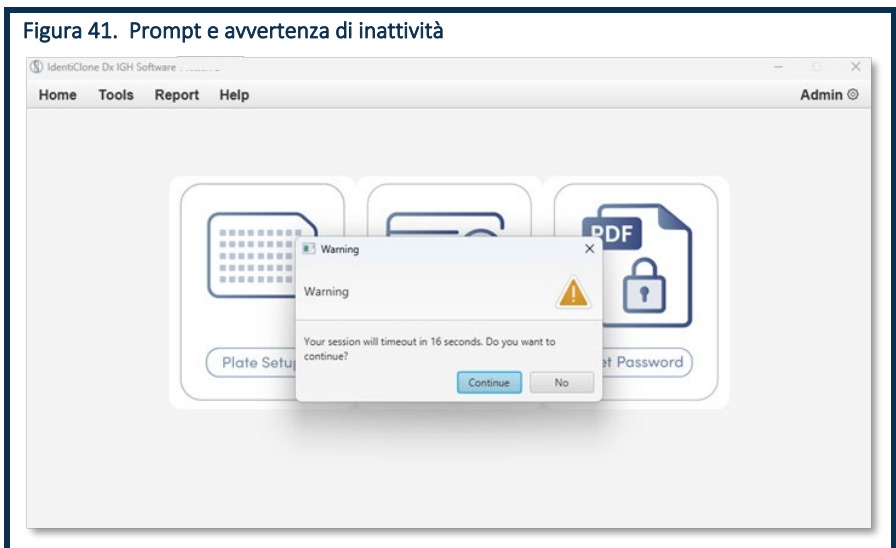 Figura 41. Prompt e avvertenza di inattività
IdentiClone Dx IGH Software
Home Tools Report Help Admin
PDF
Warning
Warning
Your session will timeout in 16 seconds. Do you want to
continue?
Continue No
Plate Setu
et Password